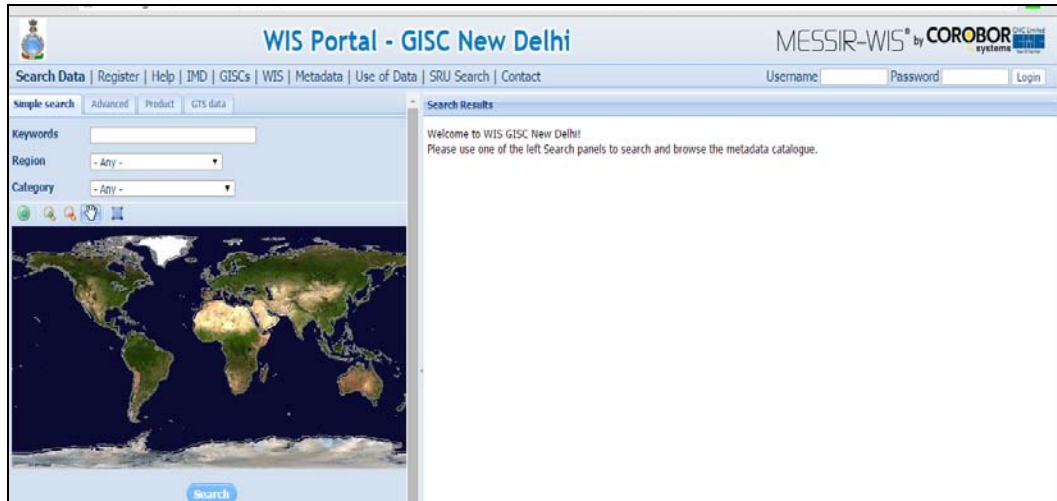 WIS Portal - GISC New Delhi
MESSIR-WIS® by COROBOR systems
Search Data | Register | Help | IMD | GISCs | WIS | Metadata | Use of Data | SRU Search | Contact
Username Password Login
Simple search Advanced Product GTS data
Search Results
Keywords
Region - Any -
Category - Any -
Welcome to WIS GISC New Delhi!
Please use one of the left Search panels to search and browse the metadata catalogue.
Search